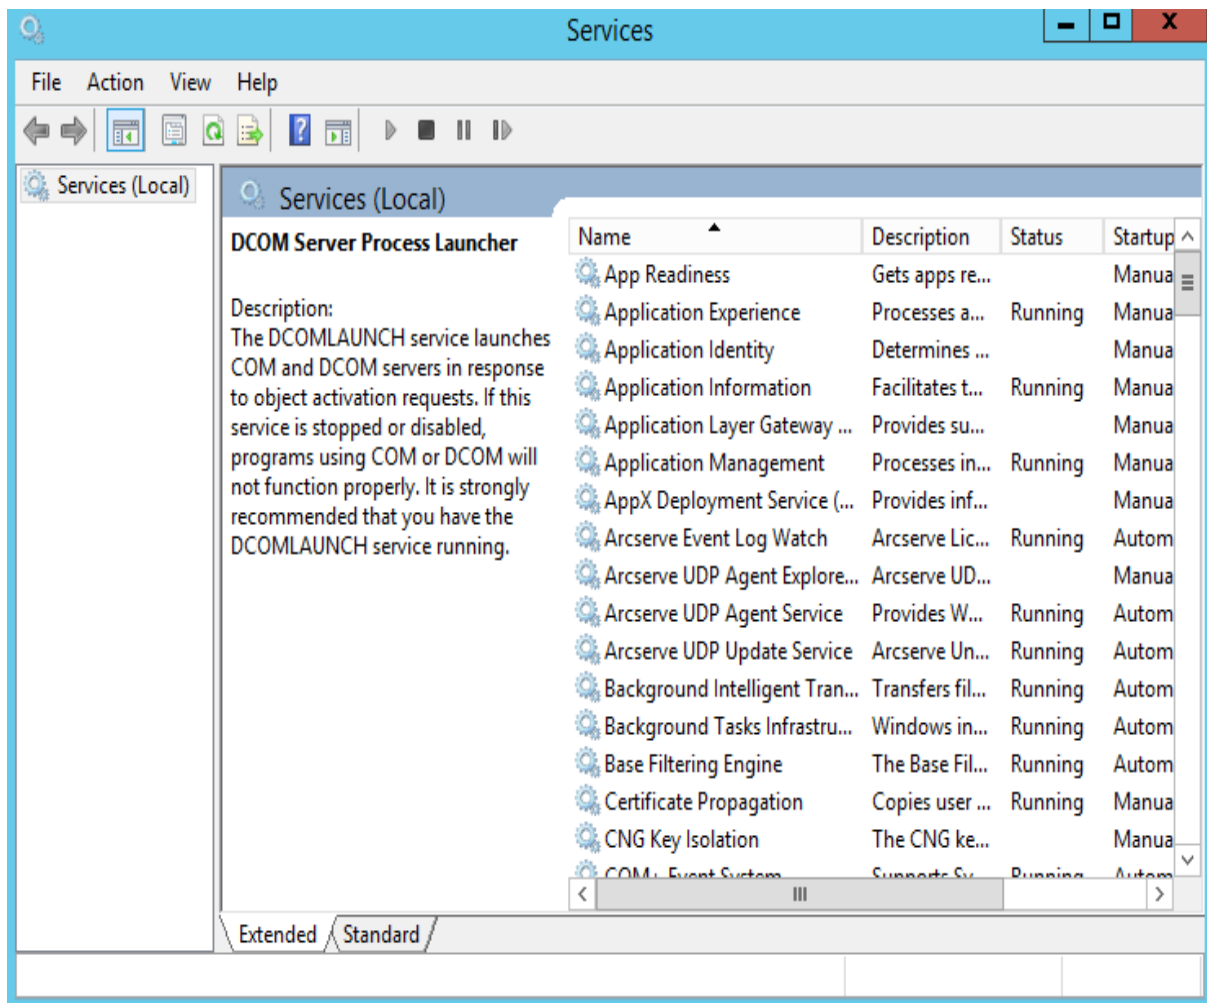 Services
File Action View Help
Services (Local)
Services (Local)
DCOM Server Process Launcher
Description:
The DCOMLAUNCH service launches
COM and DCOM servers in response
to object activation requests. If this
service is stopped or disabled,
programs using COM or DCOM will
not function properly. It is strongly
recommended that you have the
DCOMLAUNCH service running.
Name Description Status Startup
App Readiness Gets apps re... Manua
Application Experience Processes a... Running Manua
Application Identity Determines ... Manua
Application Information Facilitates t... Running Manua
Application Layer Gateway ... Provides su... Manua
Application Management Processes in... Running Manua
AppX Deployment Service (... Provides inf... Manua
Arcserve Event Log Watch Arcserve Lic... Running Autom
Arcserve UDP Agent Explore... Arcserve UD... Manua
Arcserve UDP Agent Service Provides W... Running Autom
Arcserve UDP Update Service Arcserve Un... Running Autom
Background Intelligent Tran... Transfers fil... Running Autom
Background Tasks Infrastru... Windows in... Running Autom
Base Filtering Engine The Base Fil... Running Autom
Certificate Propagation Copies user ... Running Manua
CNG Key Isolation The CNG ke... Manua
COM+ Event System Supports Sy... Running Autom
Extended Standard